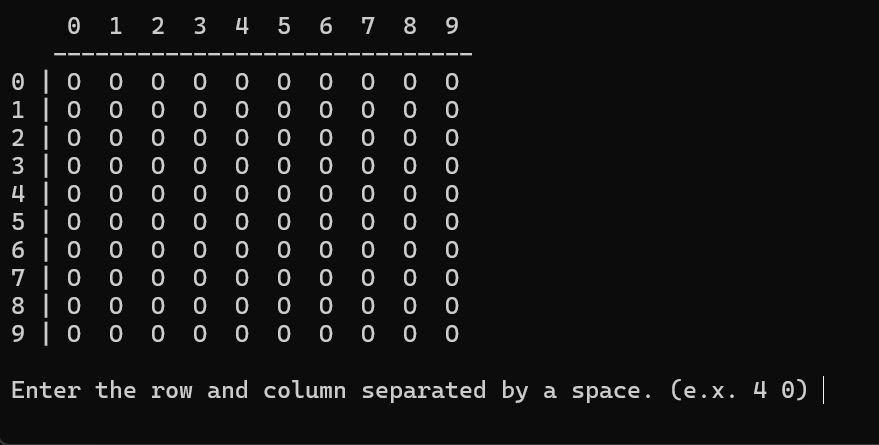 0  1  2  3  4  5  6  7  8  9
   ------------------------------
0 | O  O  O  O  O  O  O  O  O  O
1 | O  O  O  O  O  O  O  O  O  O
2 | O  O  O  O  O  O  O  O  O  O
3 | O  O  O  O  O  O  O  O  O  O
4 | O  O  O  O  O  O  O  O  O  O
5 | O  O  O  O  O  O  O  O  O  O
6 | O  O  O  O  O  O  O  O  O  O
7 | O  O  O  O  O  O  O  O  O  O
8 | O  O  O  O  O  O  O  O  O  O
9 | O  O  O  O  O  O  O  O  O  O
Enter the row and column separated by a space. (e.x. 4 0)